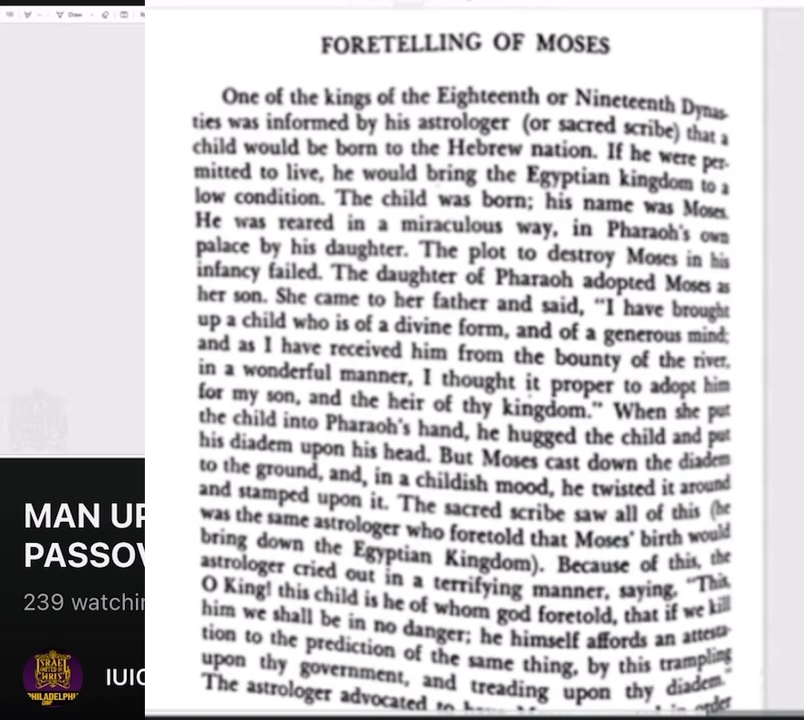 Draw
FORETELLING OF MOSES
One of the kings of the Eighteenth or Nineteenth Dynas-
ties was informed by his astrologer (or sacred scribe) that a
child would be born to the Hebrew nation. If he were per-
mitted to live, he would bring the Egyptian kingdom to a
low condition. The child was born; his name was Moses.
He was reared in a miraculous way, in Pharaoh's own
palace by his daughter. The plot to destroy Moses in his
infancy failed. The daughter of Pharaoh adopted Moses as
her son. She came to her father and said, "I have brought
up a child who is of a divine form, and of a generous mind;
and as I have received him from the bounty of the river,
in a wonderful manner, I thought it proper to adopt him
for my son, and the heir of thy kingdom." When she put
the child into Pharaoh's hand, he hugged the child and put
his diadem upon his head. But Moses cast down the diadem
to the ground, and, in a childish mood, he twisted it around
and stamped upon it. The sacred scribe saw all of this (he
was the same astrologer who foretold that Moses' birth would
bring down the Egyptian Kingdom). Because of this, the
astrologer cried out in a terrifying manner, saying, "This,
O King! this child is he of whom god foretold, that if we kill
him we shall be in no danger; he himself affords an attesta-
tion to the prediction of the same thing, by this trampling
upon thy government, and treading upon thy diadem."
The astrologer advocated to have order
MAN UP
PASSOV
239 watchin
ISRAEL
UNITED IN
CHRIST
PHILADELPHI
IUIC